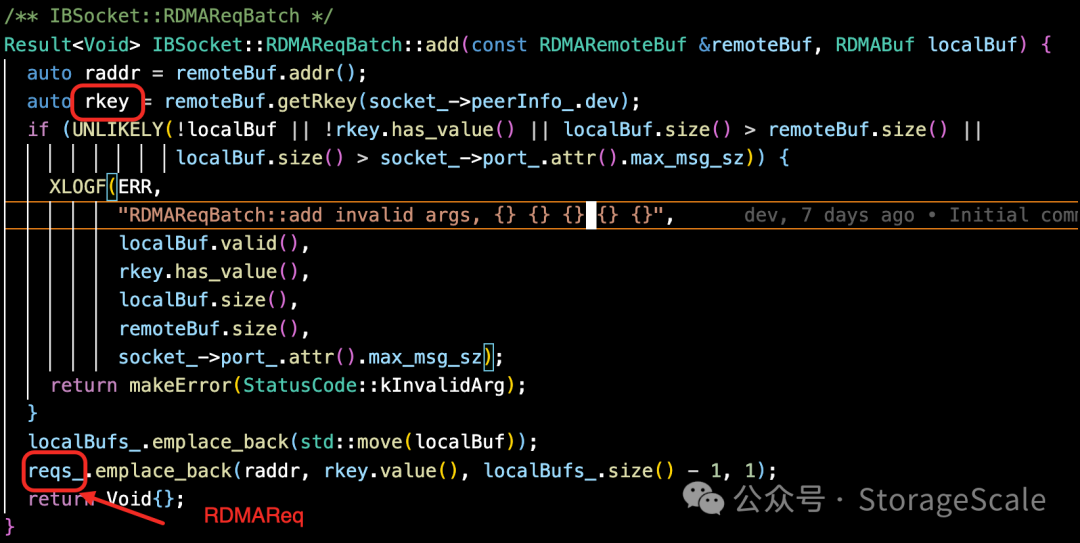 /** IBSocket::RDMAReqBatch */
Result<Void> IBSocket::RDMAReqBatch::add(const RDMARemoteBuf &remoteBuf, RDMABuf localBuf) {
auto raddr = remoteBuf.addr();
auto rkey = remoteBuf.getRkey(socket_->peerInfo_.dev);
if (UNLIKELY(!localBuf || !rkey.has_value() || localBuf.size() > remoteBuf.size() ||
localBuf.size() > socket_->port_.attr().max_msg_sz)) {
XLOGF(ERR,
"RDMAReqBatch::add invalid args, {} {} {} {} {}", dev, 7 days ago • Initial com
localBuf.valid(),
rkey.has_value(),
localBuf.size(),
remoteBuf.size(),
socket_->port_.attr().max_msg_sz);
return makeError(StatusCode::kInvalidArg);
}
localBufs_.emplace_back(std::move(localBuf));
reqs_.emplace_back(raddr, rkey.value(), localBufs_.size() - 1, 1);
return Void{};
}
RDMAReq
公众号 · StorageScale